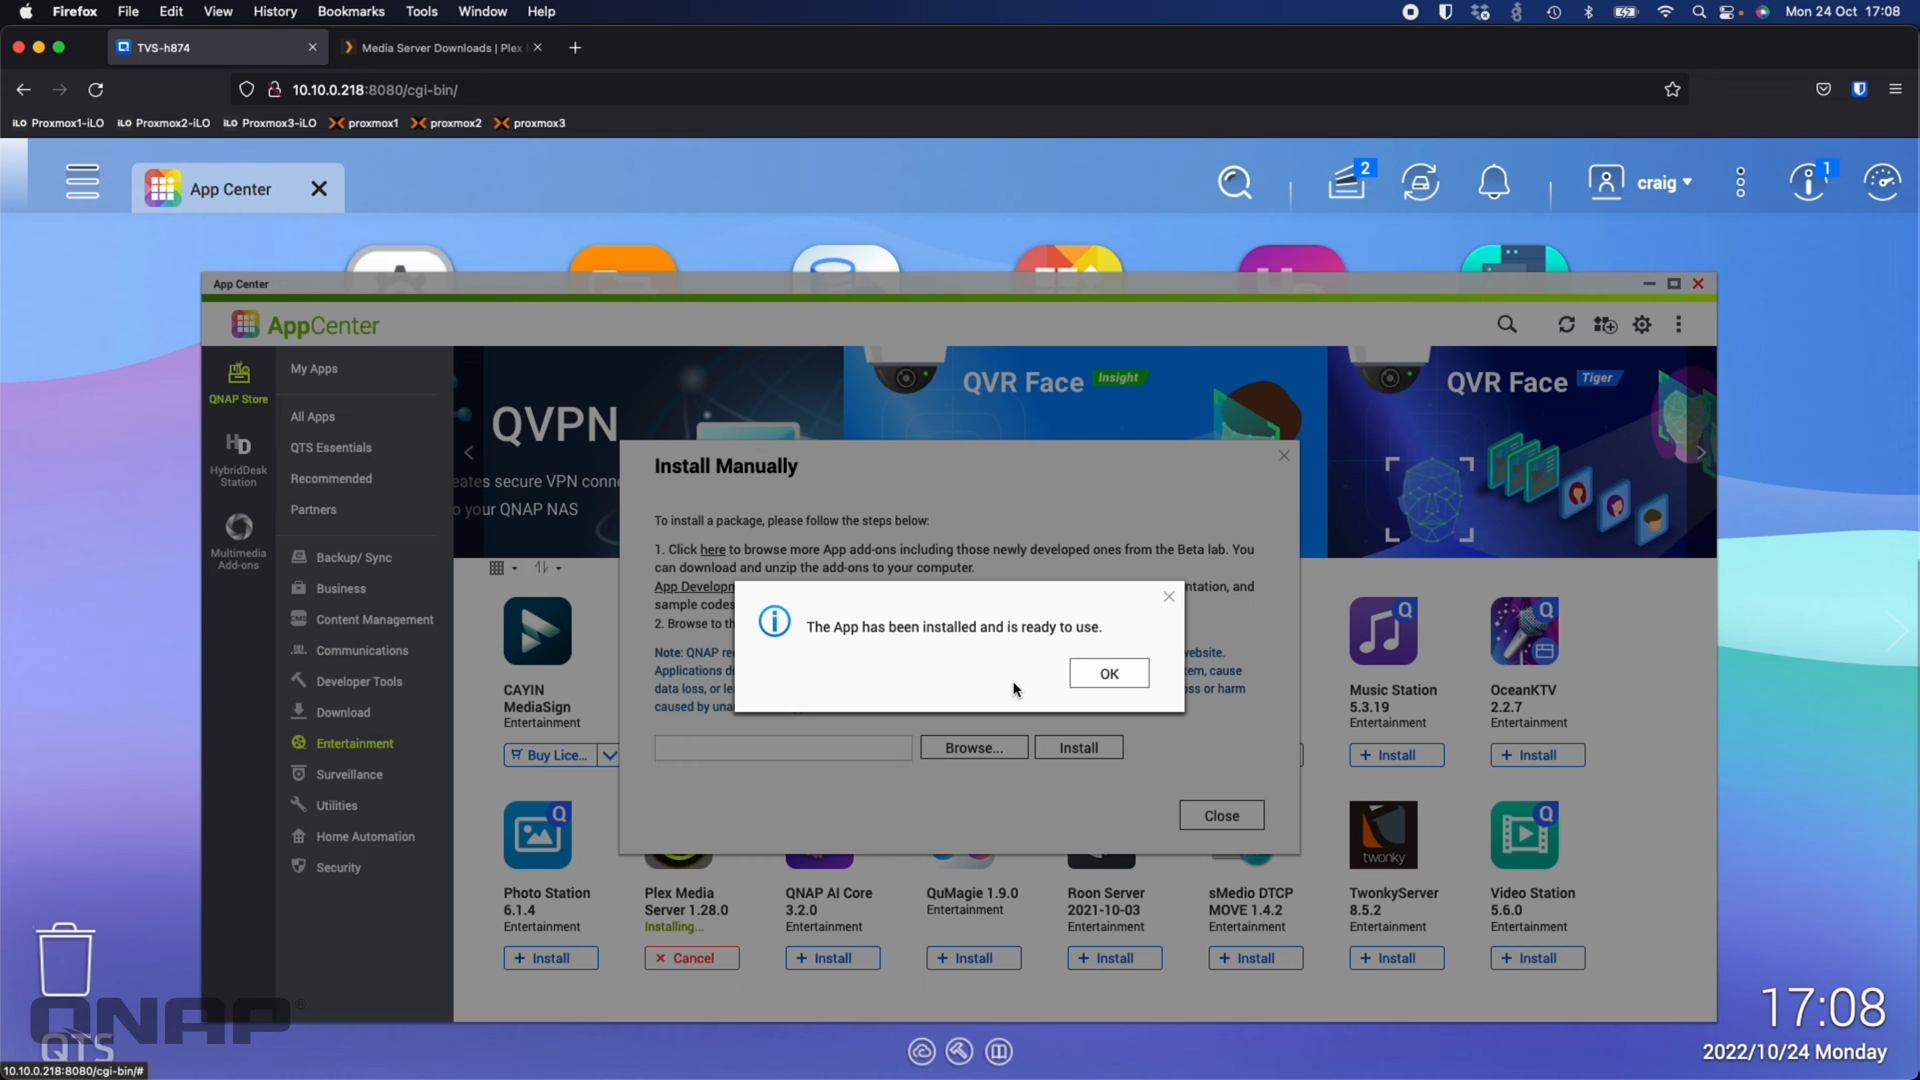 Firefox File Edit View History Bookmarks Tools Window Help
Mon 24 Oct 17:08
TVS-h874
Media Server Downloads | Plex
10.10.0.218:8080/cgi-bin/
iLO Proxmox1-iLO iLO Proxmox2-iLO iLO Proxmox3-iLO proxmox1 proxmox2 proxmox3
App Center
2
craig
1
App Center
AppCenter
QNAP Store
HD
HybridDesk
Station
Multimedia
Add-ons
My Apps
All Apps
QTS Essentials
Recommended
Partners
Backup/ Sync
Business
Content Management
Communications
Developer Tools
Download
Entertainment
Surveillance
Utilities
Home Automation
Security
QVPN
eates secure VPN conn
o your QNAP NAS
QVR Face Insight
QVR Face Tiger
Install Manually
To install a package, please follow the steps below:
1. Click here to browse more App add-ons including those newly developed ones from the Beta lab. You
can download and unzip the add-ons to your computer.
App Developn
ntation, and
sample codes
2. Browse to th
Note: QNAP re
ebsite.
Applications d
tem, cause
data loss, or le
ss or harm
caused by una
The App has been installed and is ready to use.
OK
Browse... Install
Close
CAYIN
MediaSign
Entertainment
Buy Lice...
Q
Music Station
5.3.19
Entertainment
+ Install
Q
OceanKTV
2.2.7
Entertainment
+ Install
Q
Photo Station
6.1.4
Entertainment
+ Install
Plex Media
Server 1.28.0
Installing...
Cancel
QNAP AI Core
3.2.0
Entertainment
+ Install
QuMagie 1.9.0
Entertainment
+ Install
Roon Server
2021-10-03
Entertainment
+ Install
sMedio DTCP
MOVE 1.4.2
Entertainment
+ Install
twonky
TwonkyServer
8.5.2
Entertainment
+ Install
Q
Video Station
5.6.0
Entertainment
+ Install
QNAP®
QTS
10.10.0.218:8080/cgi-bin/#
17:08
2022/10/24 Monday